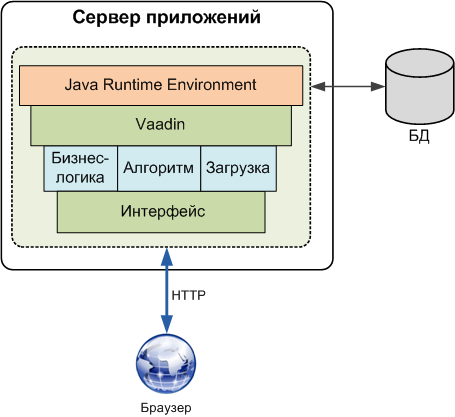 Сервер приложений
Java Runtime Environment
Vaadin
БД
Бизнес-
логика
Алгоритм
Загрузка
Интерфейс
HTTP
Браузер